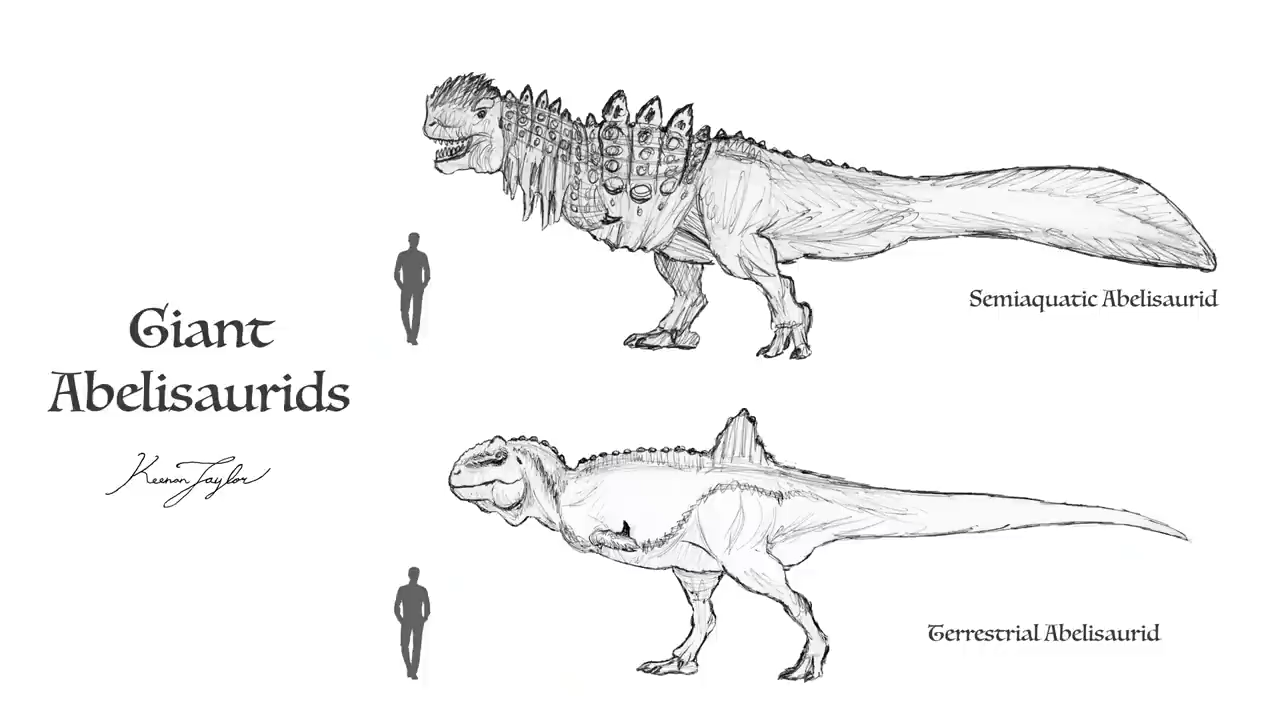 Giant
Abelisaurids
Keenan Taylor
Semiaquatic Abelisaurid
Terrestrial Abelisaurid